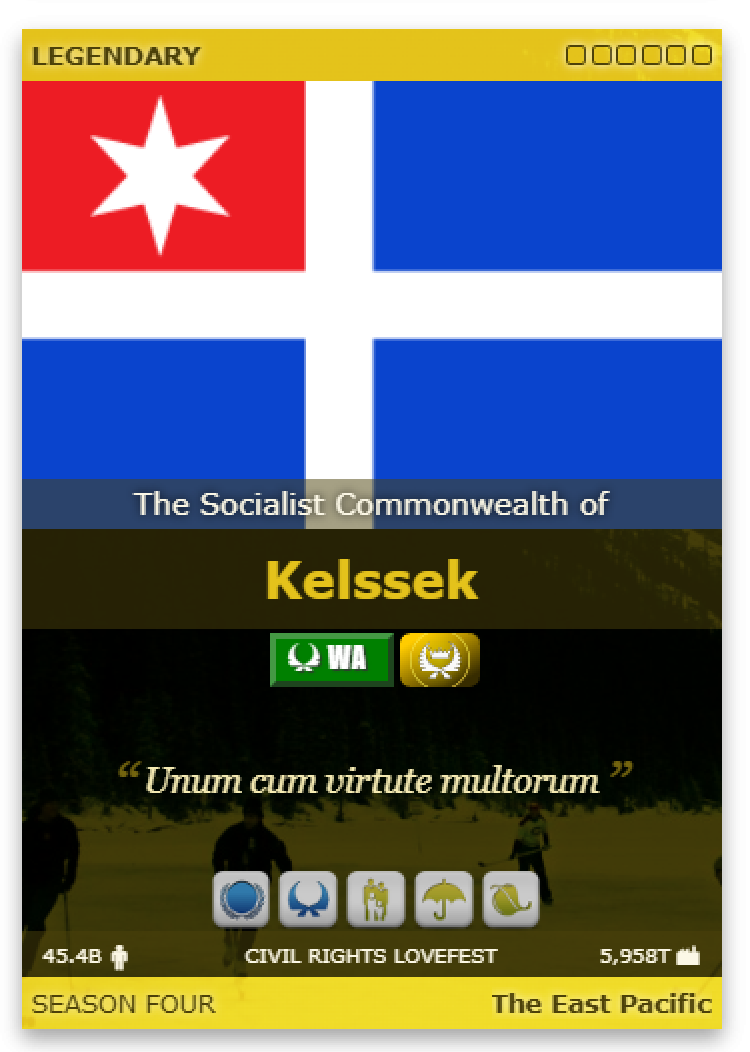 LEGENDARY
The Socialist Commonwealth of
Kelssek
WA
“Unum cum virtute multorum”
45.4B CIVIL RIGHTS LOVEFEST 5,958T
SEASON FOUR The East Pacific